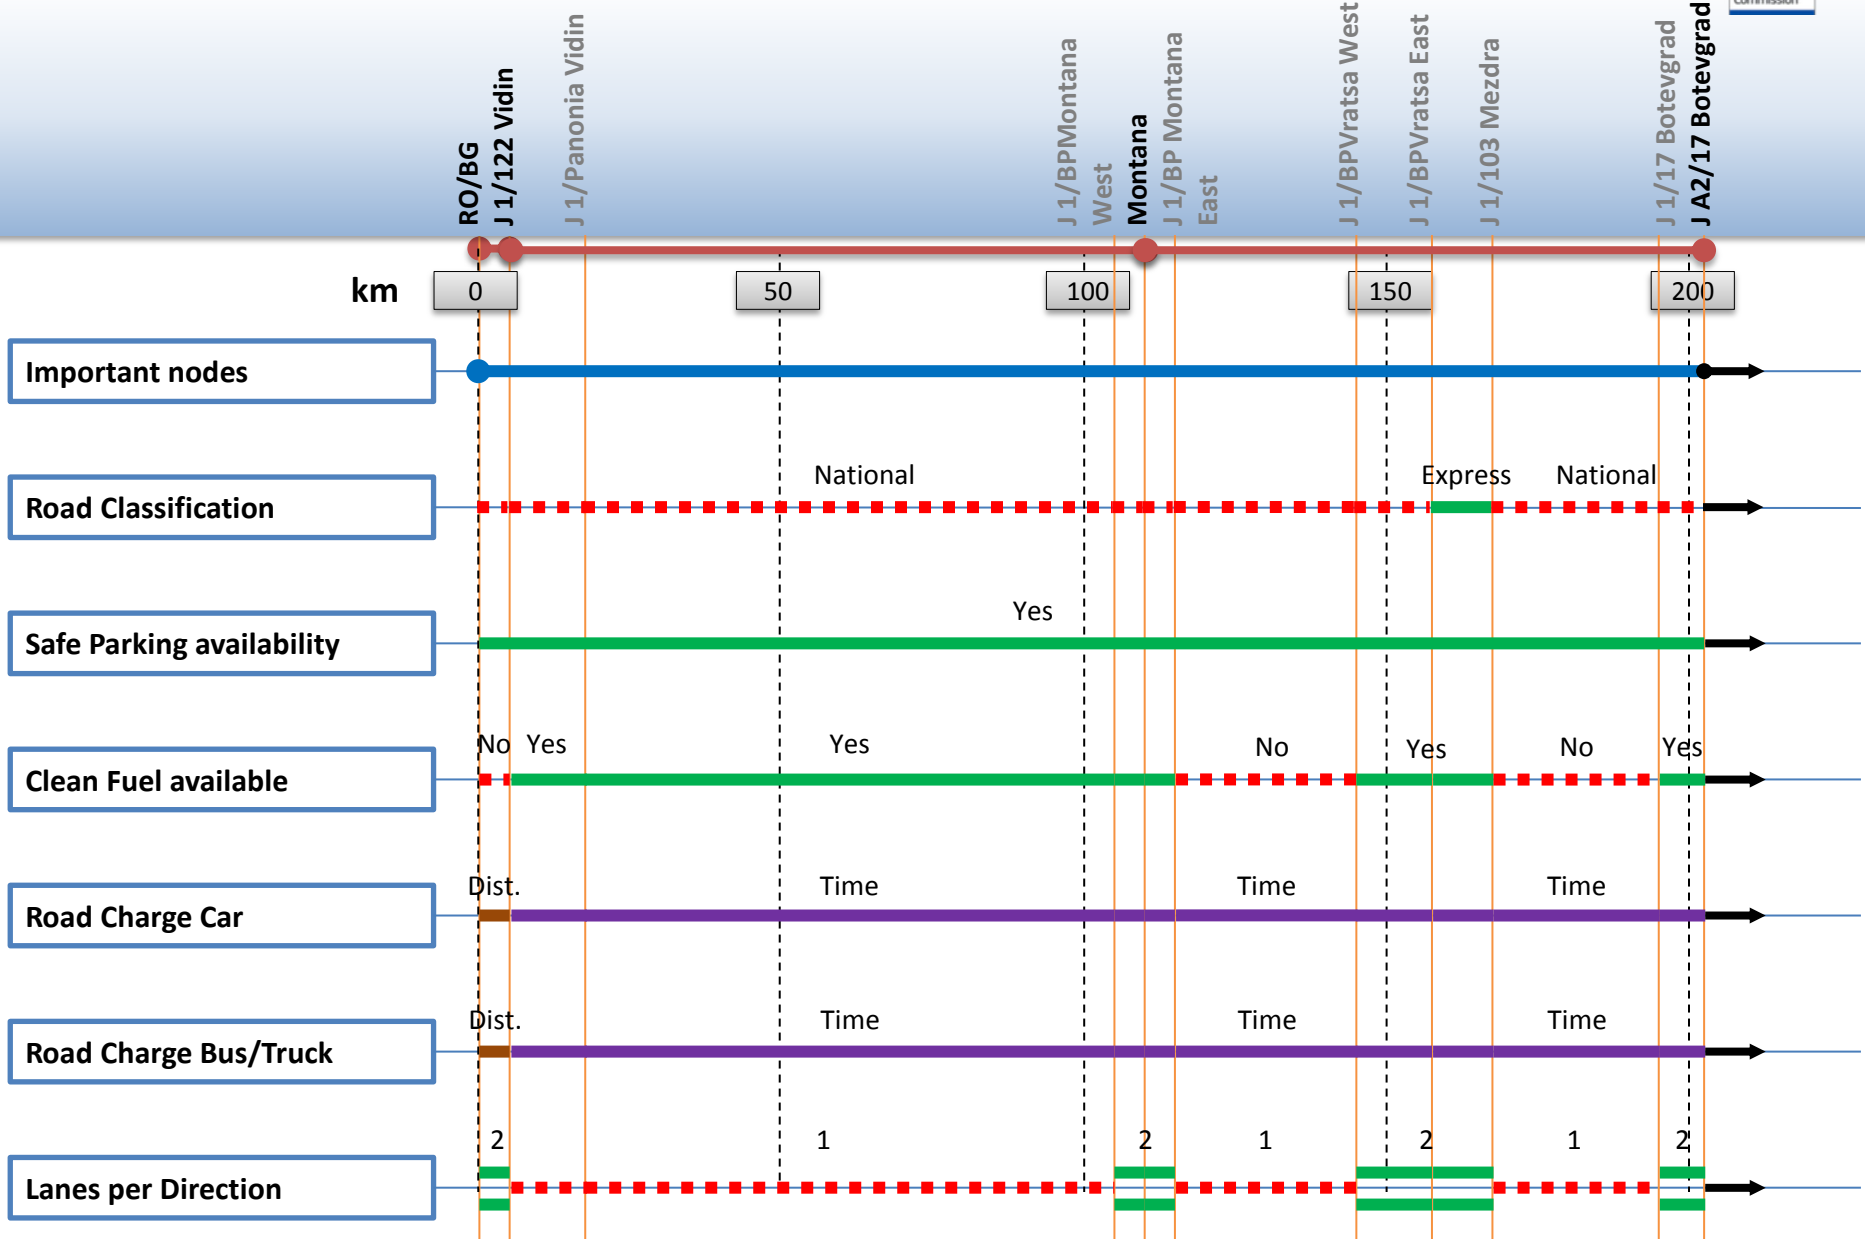 Commission
RO/BG
J 1/122 Vidin
J 1/Panonia Vidin
J 1/BPMontana
West
Montana
J 1/BP Montana
East
J 1/BPVratsa West
J 1/BPVratsa East
J 1/103 Mezdra
J 1/17 Botevgrad
J A2/17 Botevgrad
km
0
50
100
150
200
Important nodes
Road Classification
National
Express
National
Safe Parking availability
Yes
Clean Fuel available
No
Yes
Yes
No
Yes
No
Yes
Road Charge Car
Dist.
Time
Time
Time
Road Charge Bus/Truck
Dist.
Time
Time
Time
Lanes per Direction
2
1
2
1
2
1
2